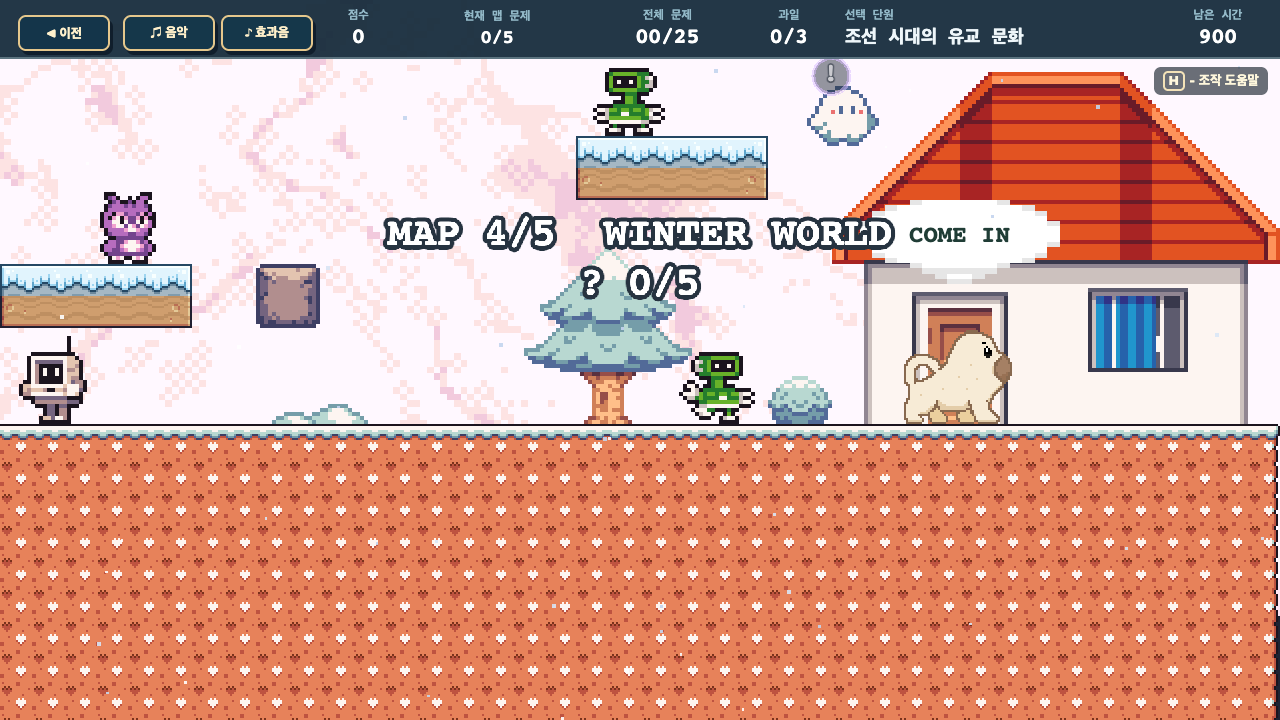 ◀ 이전
♫ 음악
♪ 효과음
점수
0
현재 맵 문제
0/5
전체 문제
00/25
과일
0/3
선택 단원
조선 시대의 유교 문화
남은 시간
900
H - 조작 도움말
!
MAP 4/5 WINTER WORLD
? 0/5
COME IN